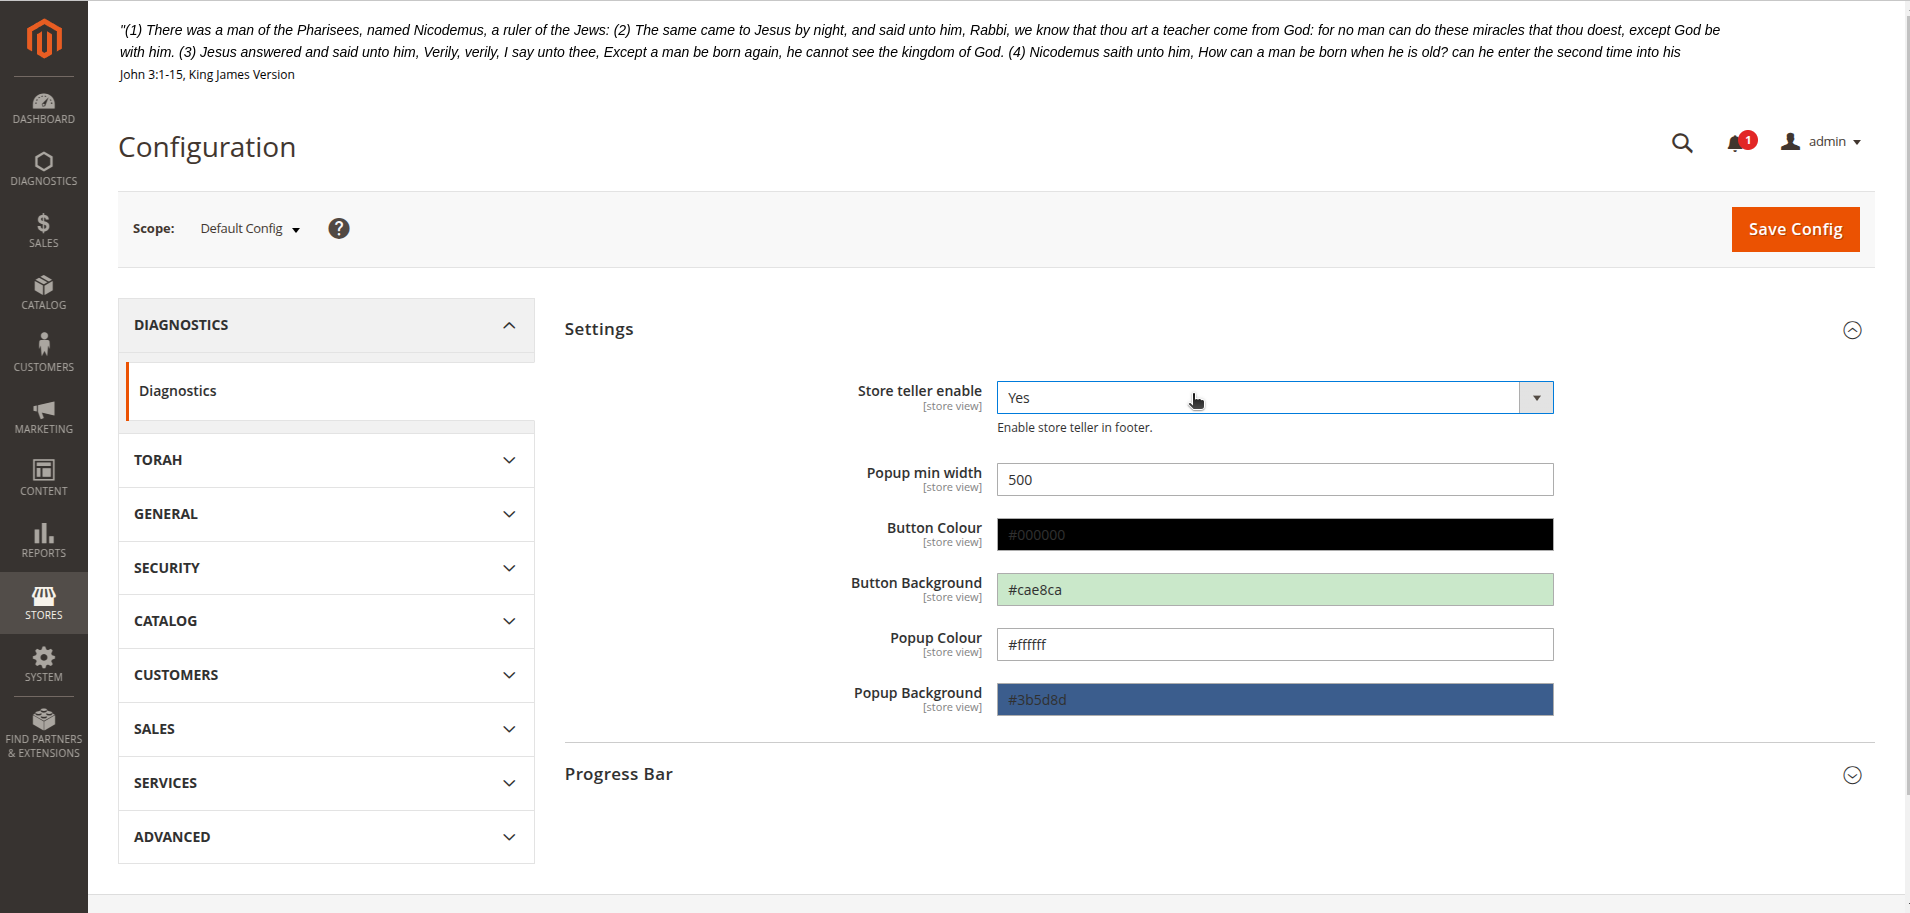 "(1) There was a man of the Pharisees, named Nicodemus, a ruler of the Jews: (2) The same came to Jesus by night, and said unto him, Rabbi, we know that thou art a teacher come from God: for no man can do these miracles that thou doest, except God be
with him. (3) Jesus answered and said unto him, Verily, verily, I say unto thee, Except a man be born again, he cannot see the kingdom of God. (4) Nicodemus saith unto him, How can a man be born when he is old? can he enter the second time into his
John 3:1-15, King James Version
Configuration
1
admin
Scope:
Default Config
?
Save Config
DASHBOARD
DIAGNOSTICS
SALES
CATALOG
CUSTOMERS
MARKETING
CONTENT
REPORTS
STORES
SYSTEM
FIND PARTNERS
& EXTENSIONS
DIAGNOSTICS
Diagnostics
TORAH
GENERAL
SECURITY
CATALOG
CUSTOMERS
SALES
SERVICES
ADVANCED
Settings
Store teller enable
[store view]
Yes
Enable store teller in footer.
Popup min width
[store view]
500
Button Colour
[store view]
#000000
Button Background
[store view]
#cae8ca
Popup Colour
[store view]
#ffffff
Popup Background
[store view]
#3b5d8d
Progress Bar